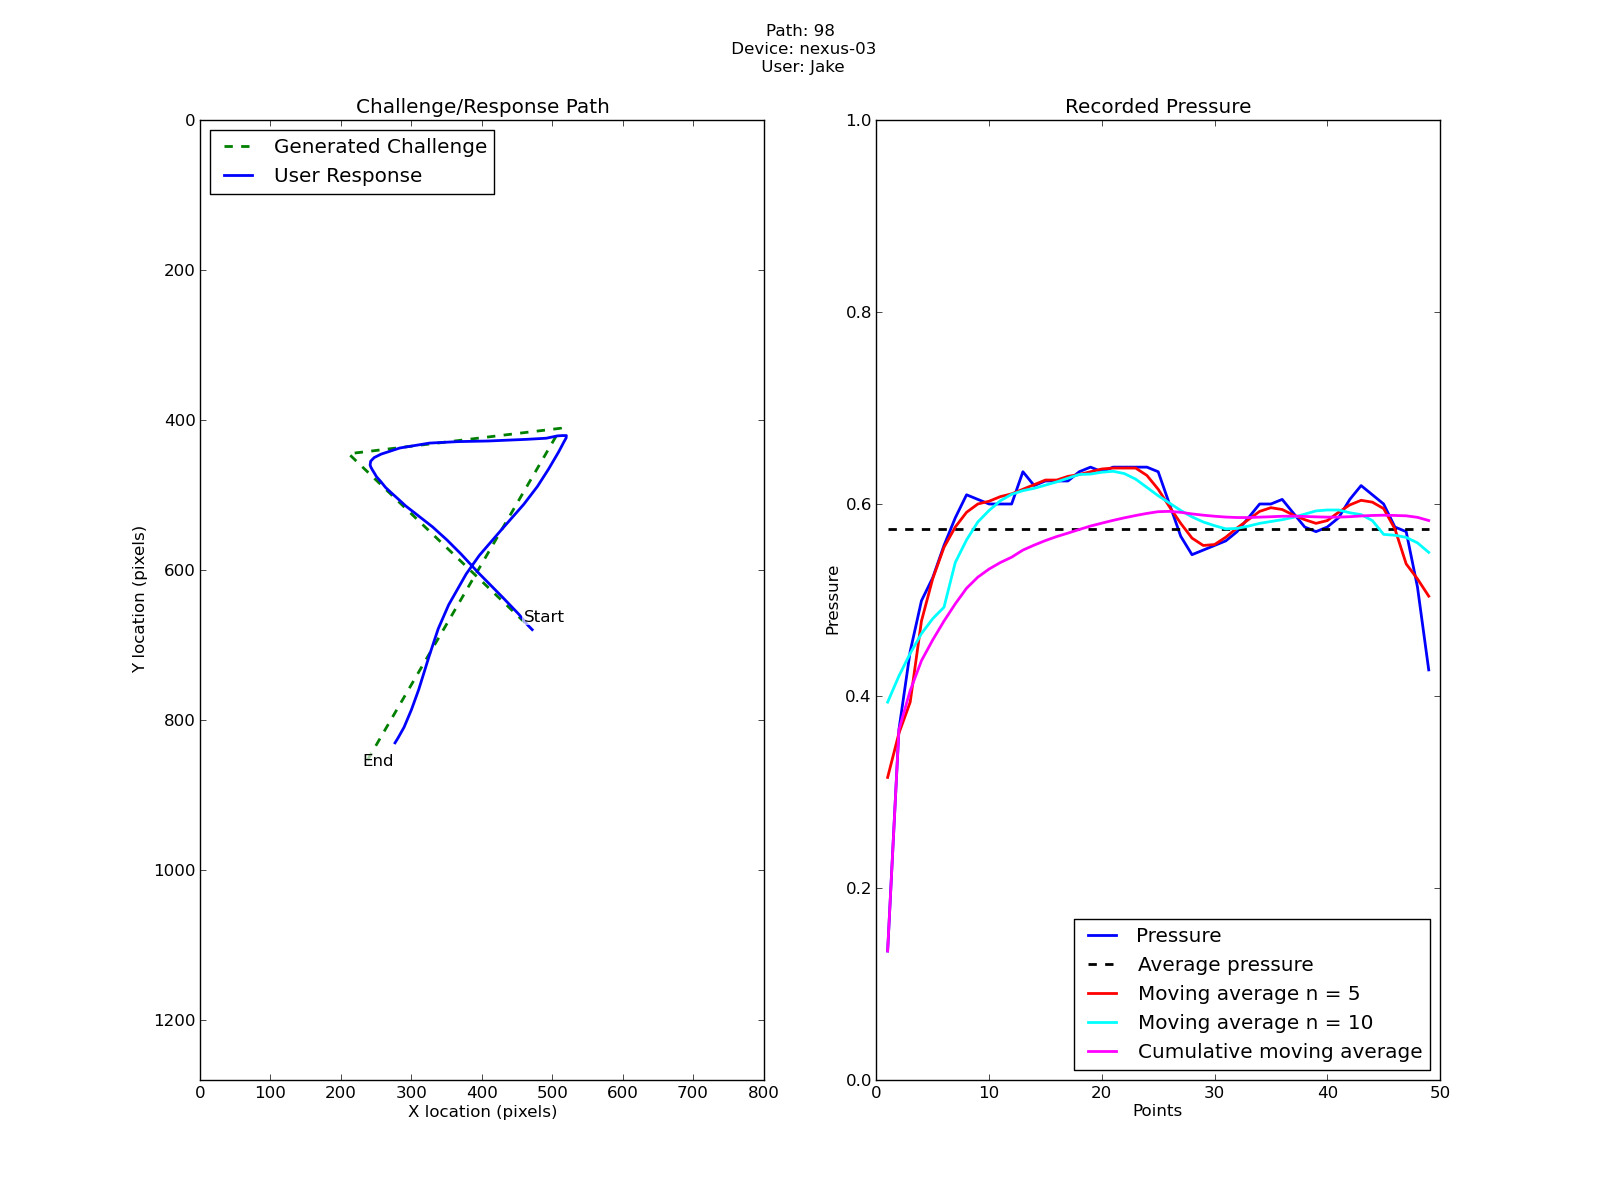 Path: 98
Device: nexus-03
User: Jake
Challenge/Response Path
Generated Challenge
User Response
0
200
400
600
800
1000
1200
Y location (pixels)
Start
End
0 100 200 300 400 500 600 700 800
X location (pixels)
Recorded Pressure
1.0
0.8
0.6
0.4
0.2
0.0
Pressure
Pressure
Average pressure
Moving average n = 5
Moving average n = 10
Cumulative moving average
0 10 20 30 40 50
Points